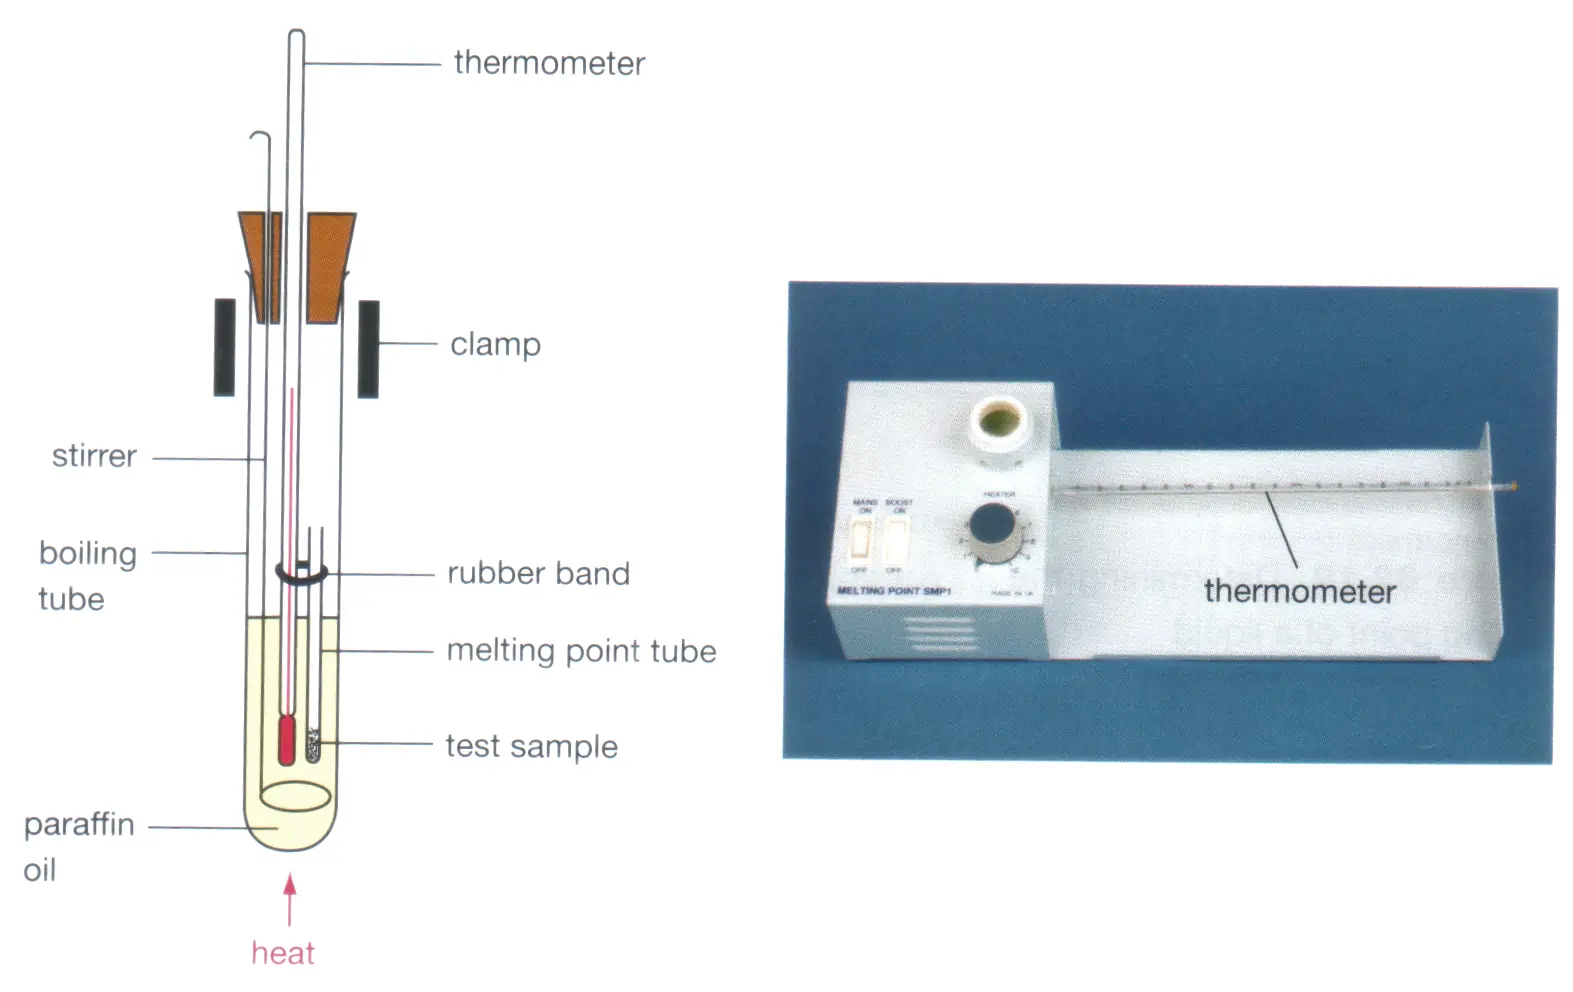 thermometer
clamp
stirrer
boiling
tube
rubber band
melting point tube
test sample
paraffin
oil
heat
MAINS
ON
OFF
BOOST
ON
OFF
HEATER
MELTING POINT SMP1
MADE IN UK
thermometer